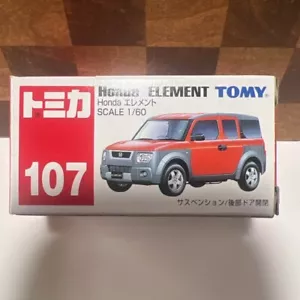 トミカ
107
Honda ELEMENT TOMY
Honda エレメント
SCALE 1/60
サスペンション/後部ドア開閉